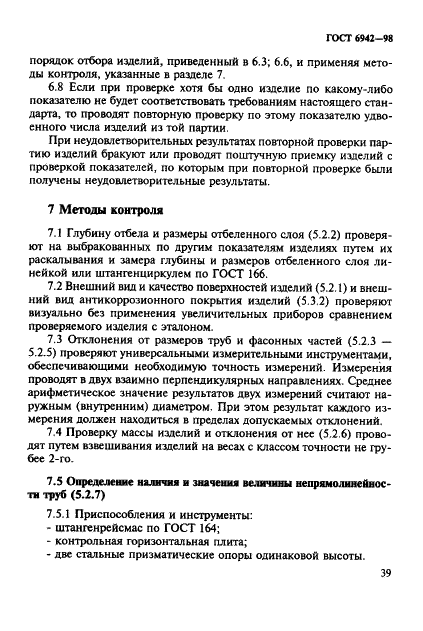 ГОСТ 6942—98
порядок отбора изделий, приведенный в 6.3; 6.6, и применяя мето-
ды контроля, указанные в разделе 7.
6.8 Если при проверке хотя бы одно изделие по какому-либо
показателю не будет соответствовать требованиям настоящего стан-
дарта, то проводят повторную проверку по этому показателю удво-
енного числа изделий из той партии.
При неудовлетворительных результатах повторной проверки пар-
тию изделий бракуют или проводят поштучную приемку изделий с
проверкой показателей, по которым при повторной проверке были
получены неудовлетворительные результаты.
7 Методы контроля
7.1 Глубину отбела и размеры отбеленного слоя (5.2.2) проверя-
ют на выбракованных по другим показателям изделиях путем их
раскалывания и замера глубины и размеров отбеленного слоя ли-
нейкой или штангенциркулем по ГОСТ 166.
7.2 Внешний вид и качество поверхностей изделий (5.2.1) и внеш-
ний вид антикоррозионного покрытия изделий (5.3.2) проверяют
визуально без применения увеличительных приборов сравнением
проверяемого изделия с эталоном.
7.3 Отклонения от размеров труб и фасонных частей (5.2.3 —
5.2.5) проверяют универсальными измерительными инструментами,
обеспечивающими необходимую точность измерений. Измерения
проводят в двух взаимно перпендикулярных направлениях. Среднее
арифметическое значение результатов двух измерений считают на-
ружным (внутренним) диаметром. При этом результат каждого из-
мерения должен находиться в пределах допускаемых отклонений.
7.4 Проверку массы изделий и отклонения от нее (5.2.6) прово-
дят путем взвешивания изделий на весах с классом точности не гру-
бее 2-го.
7.5 Определение наличия и значения величины непрямолинейнос-
ти труб (5.2.7)
7.5.1 Приспособления и инструменты:
- штангенрейсмас по ГОСТ 164;
- контрольная горизонтальная плита;
- две стальные призматические опоры одинаковой высоты.
39